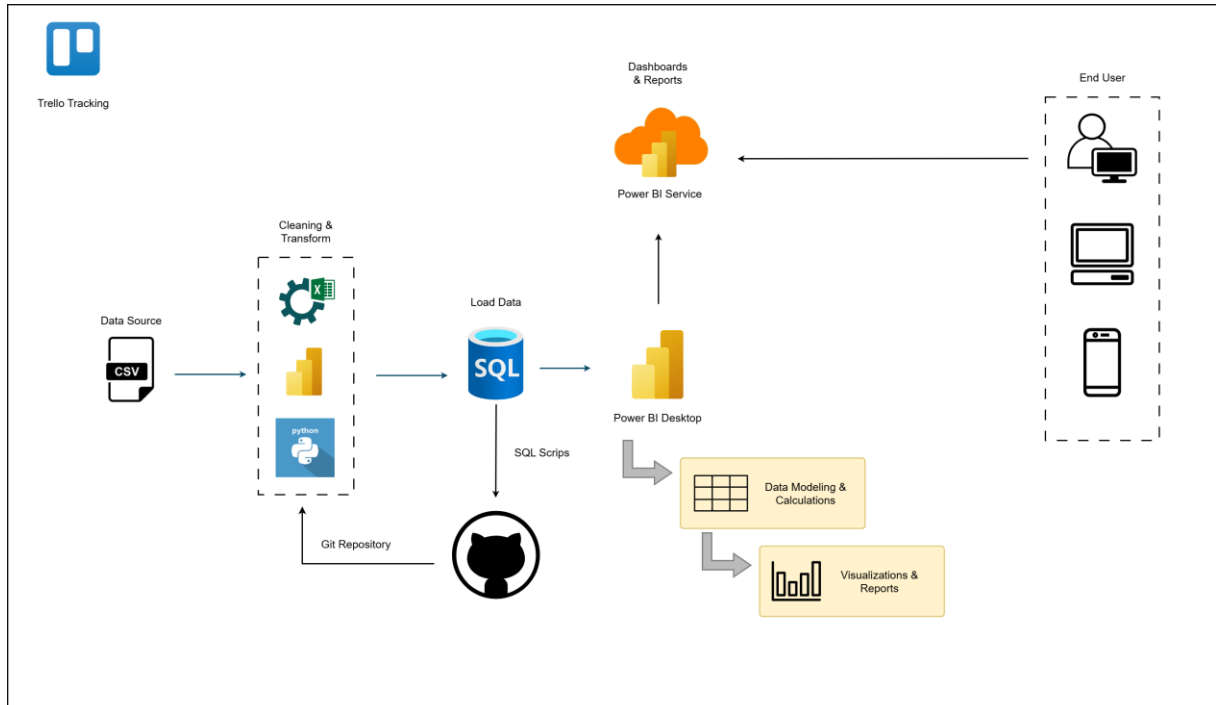 Trello Tracking
Dashboards
& Reports
Power BI Service
End User
Cleaning &
Transform
X
Data Source
CSV
python
Load Data
SQL
Power BI Desktop
SQL Scrips
Git Repository
Data Modeling &
Calculations
Visualizations &
Reports